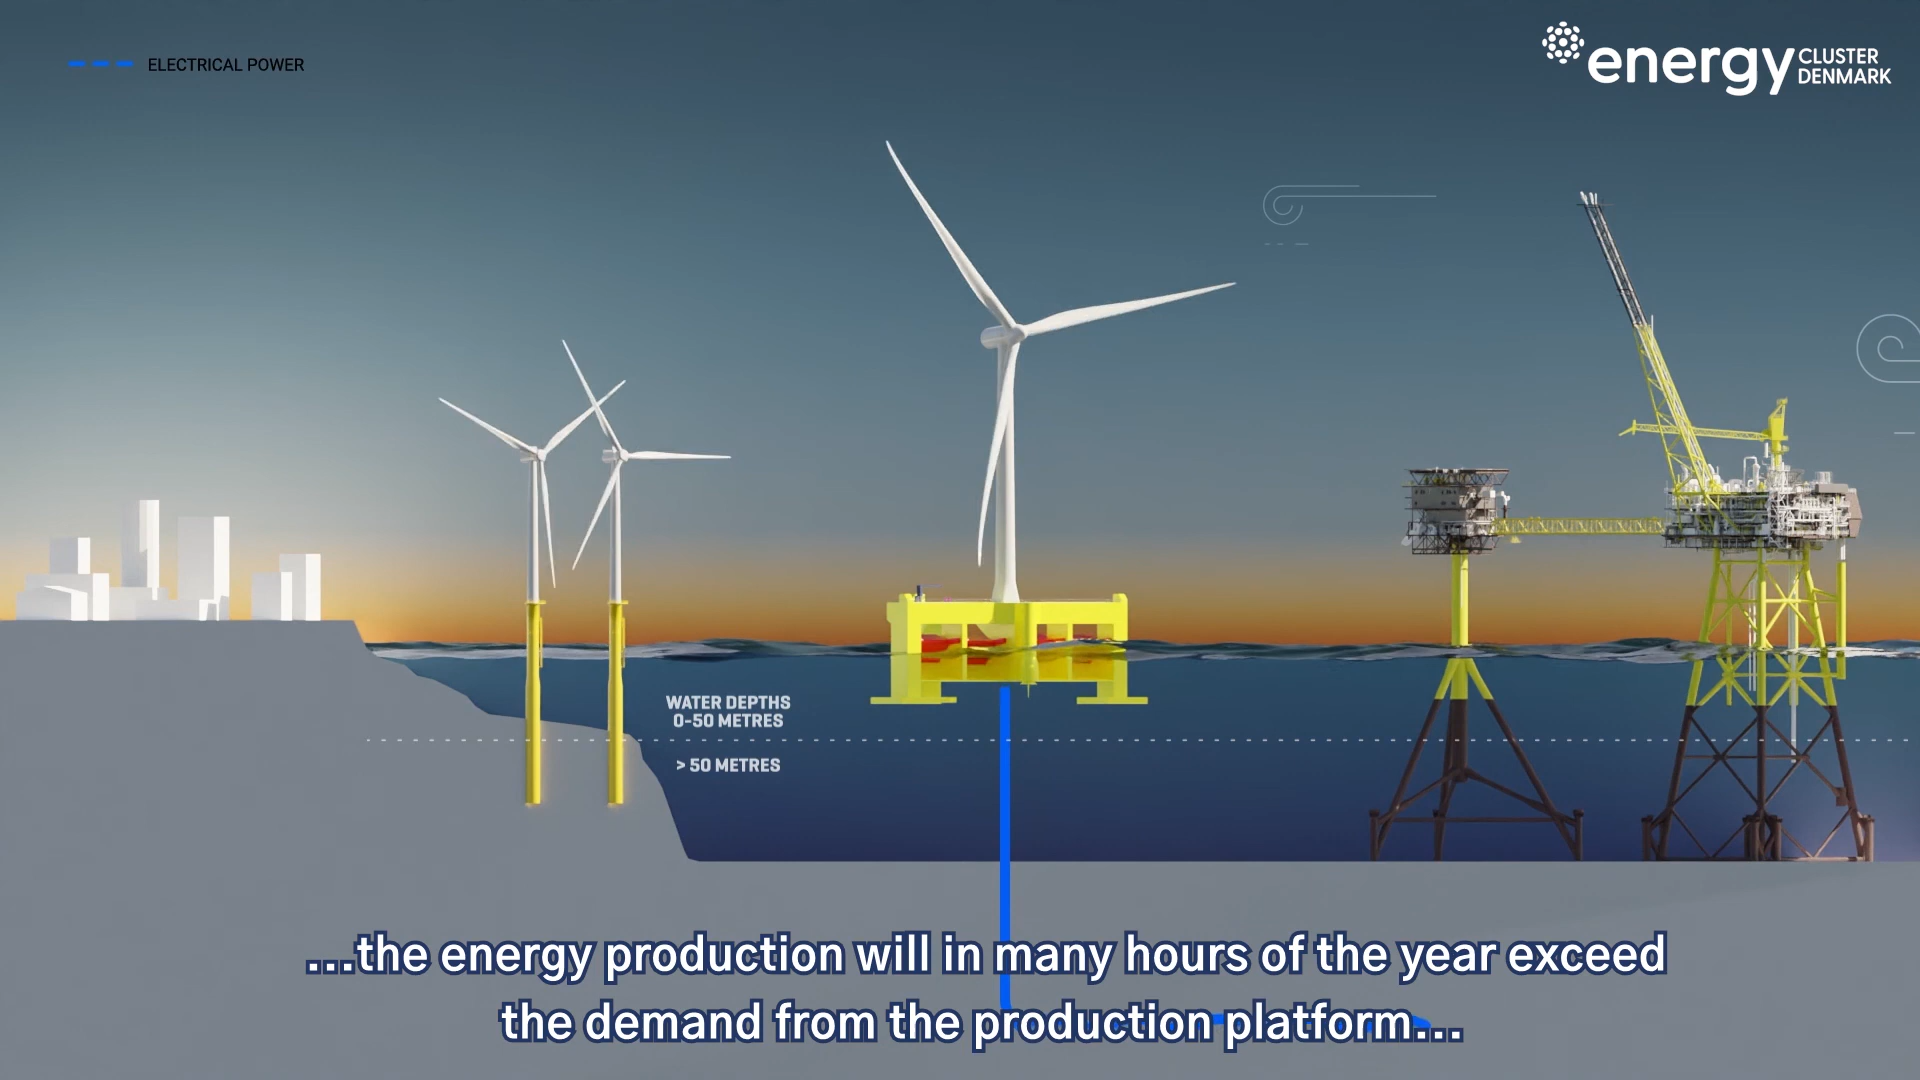 ELECTRICAL POWER
energy CLUSTER
DENMARK
WATER DEPTHS
0-50 METRES
> 50 METRES
...the energy production will in many hours of the year exceed
the demand from the production platform...